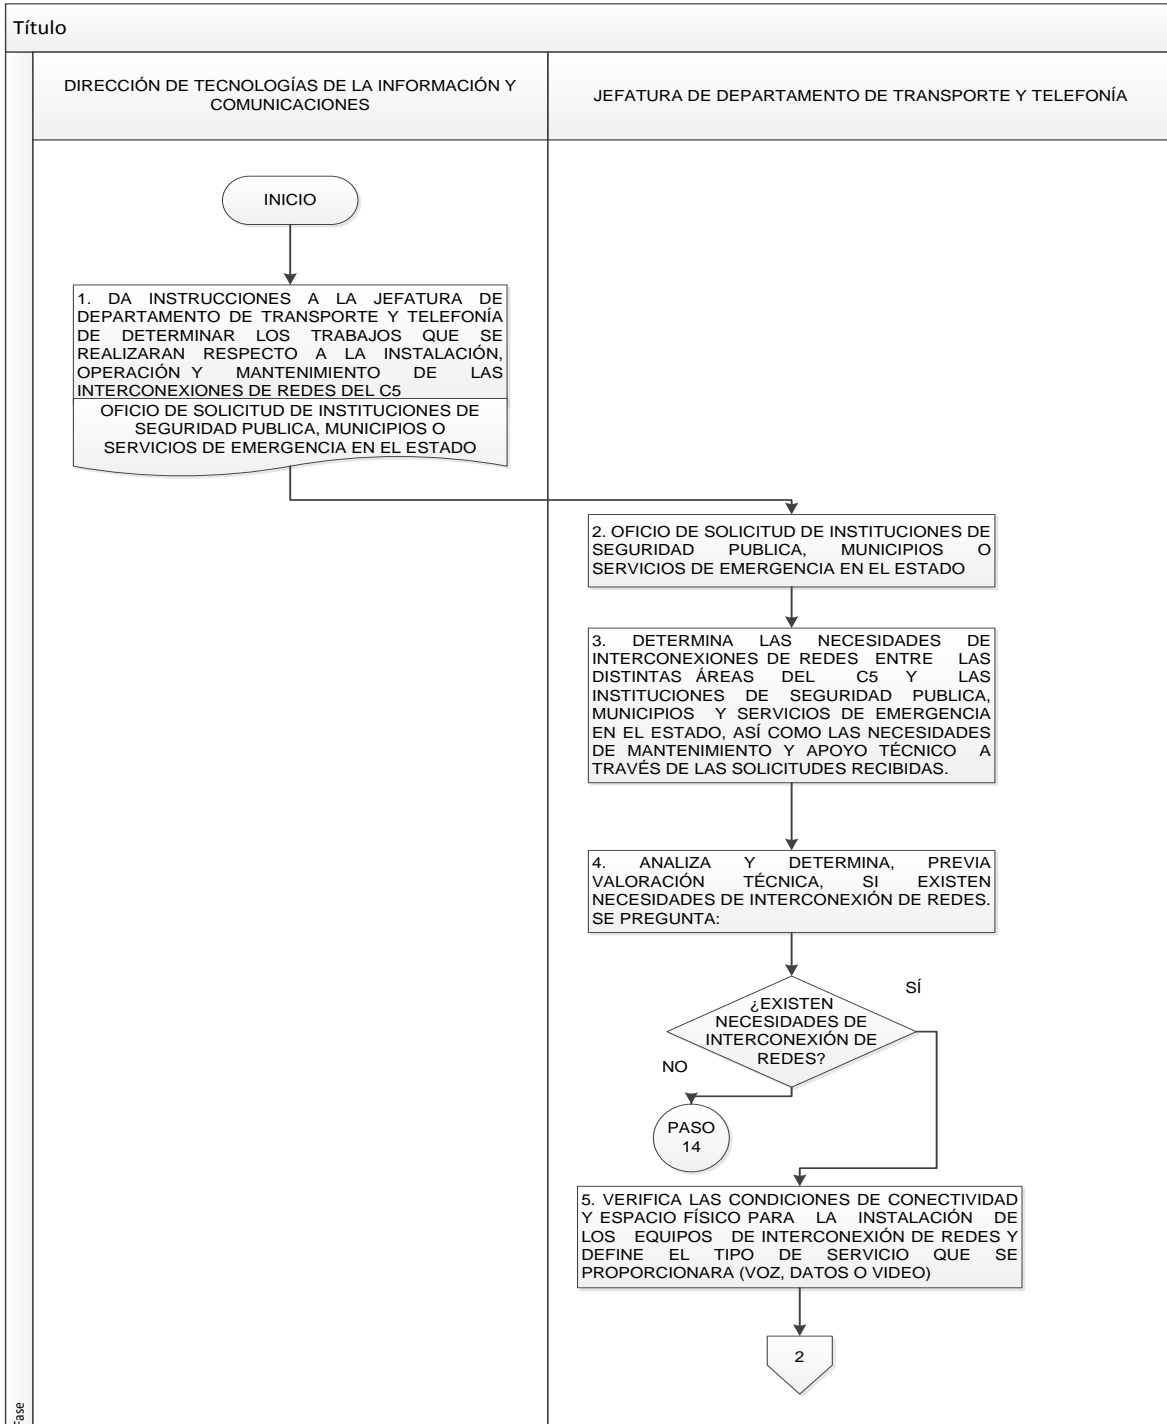 Título
DIRECCIÓN DE TECNOLOGÍAS DE LA INFORMACIÓN Y
COMUNICACIONES
JEFATURA DE DEPARTAMENTO DE TRANSPORTE Y TELEFONÍA
INICIO
1. DA INSTRUCCIONES A LA JEFATURA DE
DEPARTAMENTO DE TRANSPORTE Y TELEFONÍA
DE DETERMINAR LOS TRABAJOS QUE SE
REALIZARAN RESPECTO A LA INSTALACIÓN,
OPERACIÓN Y MANTENIMIENTO DE LAS
INTERCONEXIONES DE REDES DEL C5
OFICIO DE SOLICITUD DE INSTITUCIONES DE
SEGURIDAD PUBLICA, MUNICIPIOS O
SERVICIOS DE EMERGENCIA EN EL ESTADO
2. OFICIO DE SOLICITUD DE INSTITUCIONES DE
SEGURIDAD PUBLICA, MUNICIPIOS O
SERVICIOS DE EMERGENCIA EN EL ESTADO
3. DETERMINA LAS NECESIDADES DE
INTERCONEXIONES DE REDES ENTRE LAS
DISTINTAS ÁREAS DEL C5 Y LAS
INSTITUCIONES DE SEGURIDAD PUBLICA,
MUNICIPIOS Y SERVICIOS DE EMERGENCIA
EN EL ESTADO, ASÍ COMO LAS NECESIDADES
DE MANTENIMIENTO Y APOYO TÉCNICO A
TRAVÉS DE LAS SOLICITUDES RECIBIDAS.
4. ANALIZA Y DETERMINA, PREVIA
VALORACIÓN TÉCNICA, SI EXISTEN
NECESIDADES DE INTERCONEXIÓN DE REDES.
SE PREGUNTA:
SÍ
¿EXISTEN
NECESIDADES DE
INTERCONEXIÓN DE
REDES?
NO
PASO
14
5. VERIFICA LAS CONDICIONES DE CONECTIVIDAD
Y ESPACIO FÍSICO PARA LA INSTALACIÓN DE
LOS EQUIPOS DE INTERCONEXIÓN DE REDES Y
DEFINE EL TIPO DE SERVICIO QUE SE
PROPORCIONARA (VOZ, DATOS O VIDEO)
2
Fase